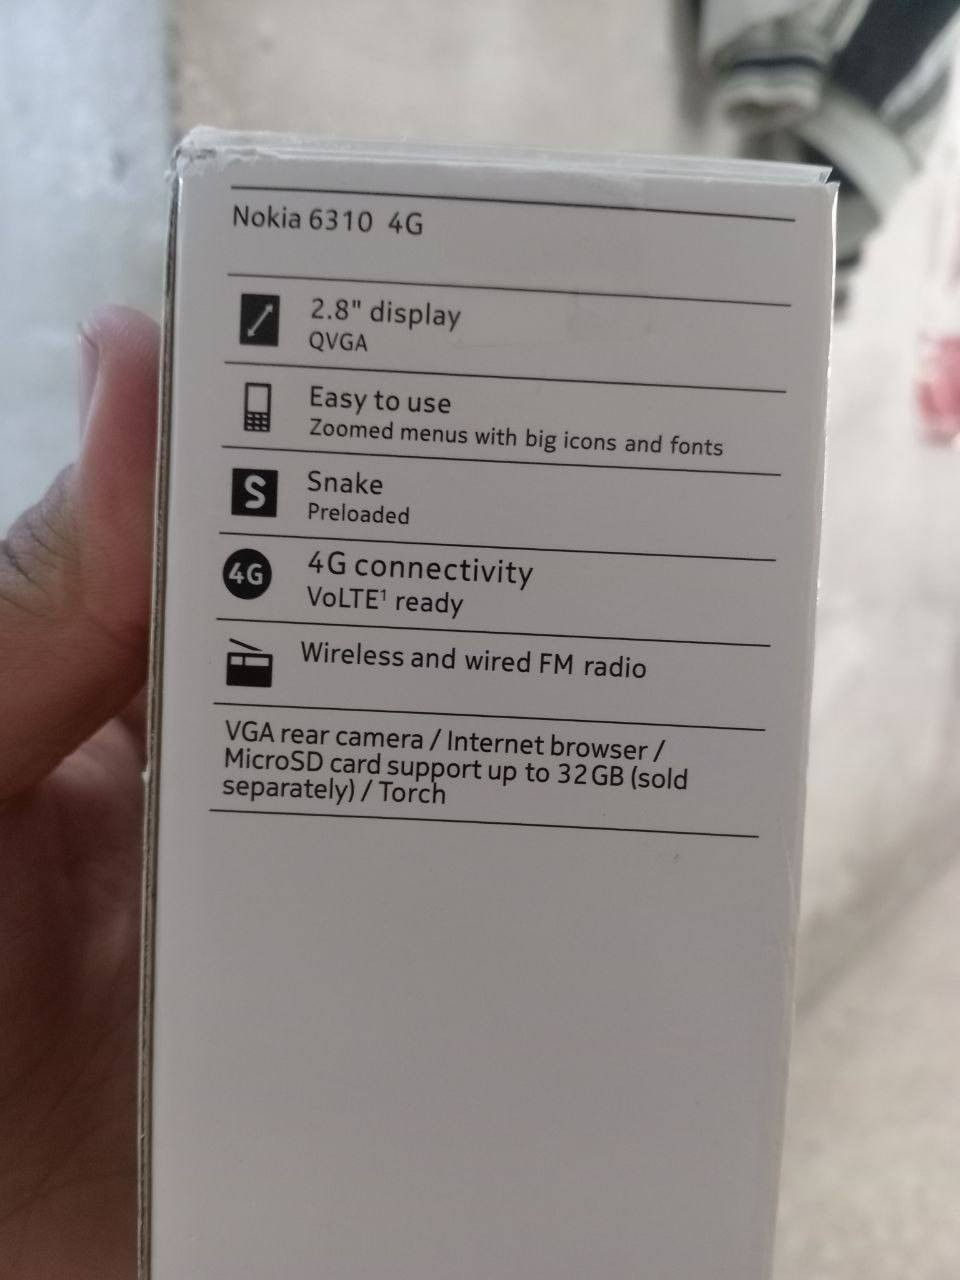 Nokia 6310 4G
2.8" display
QVGA
Easy to use
Zoomed menus with big icons and fonts
S
Snake
Preloaded
4G
4G connectivity
VoLTE¹ ready
Wireless and wired FM radio
VGA rear camera / Internet browser /
MicroSD card support up to 32GB (sold
separately) / Torch